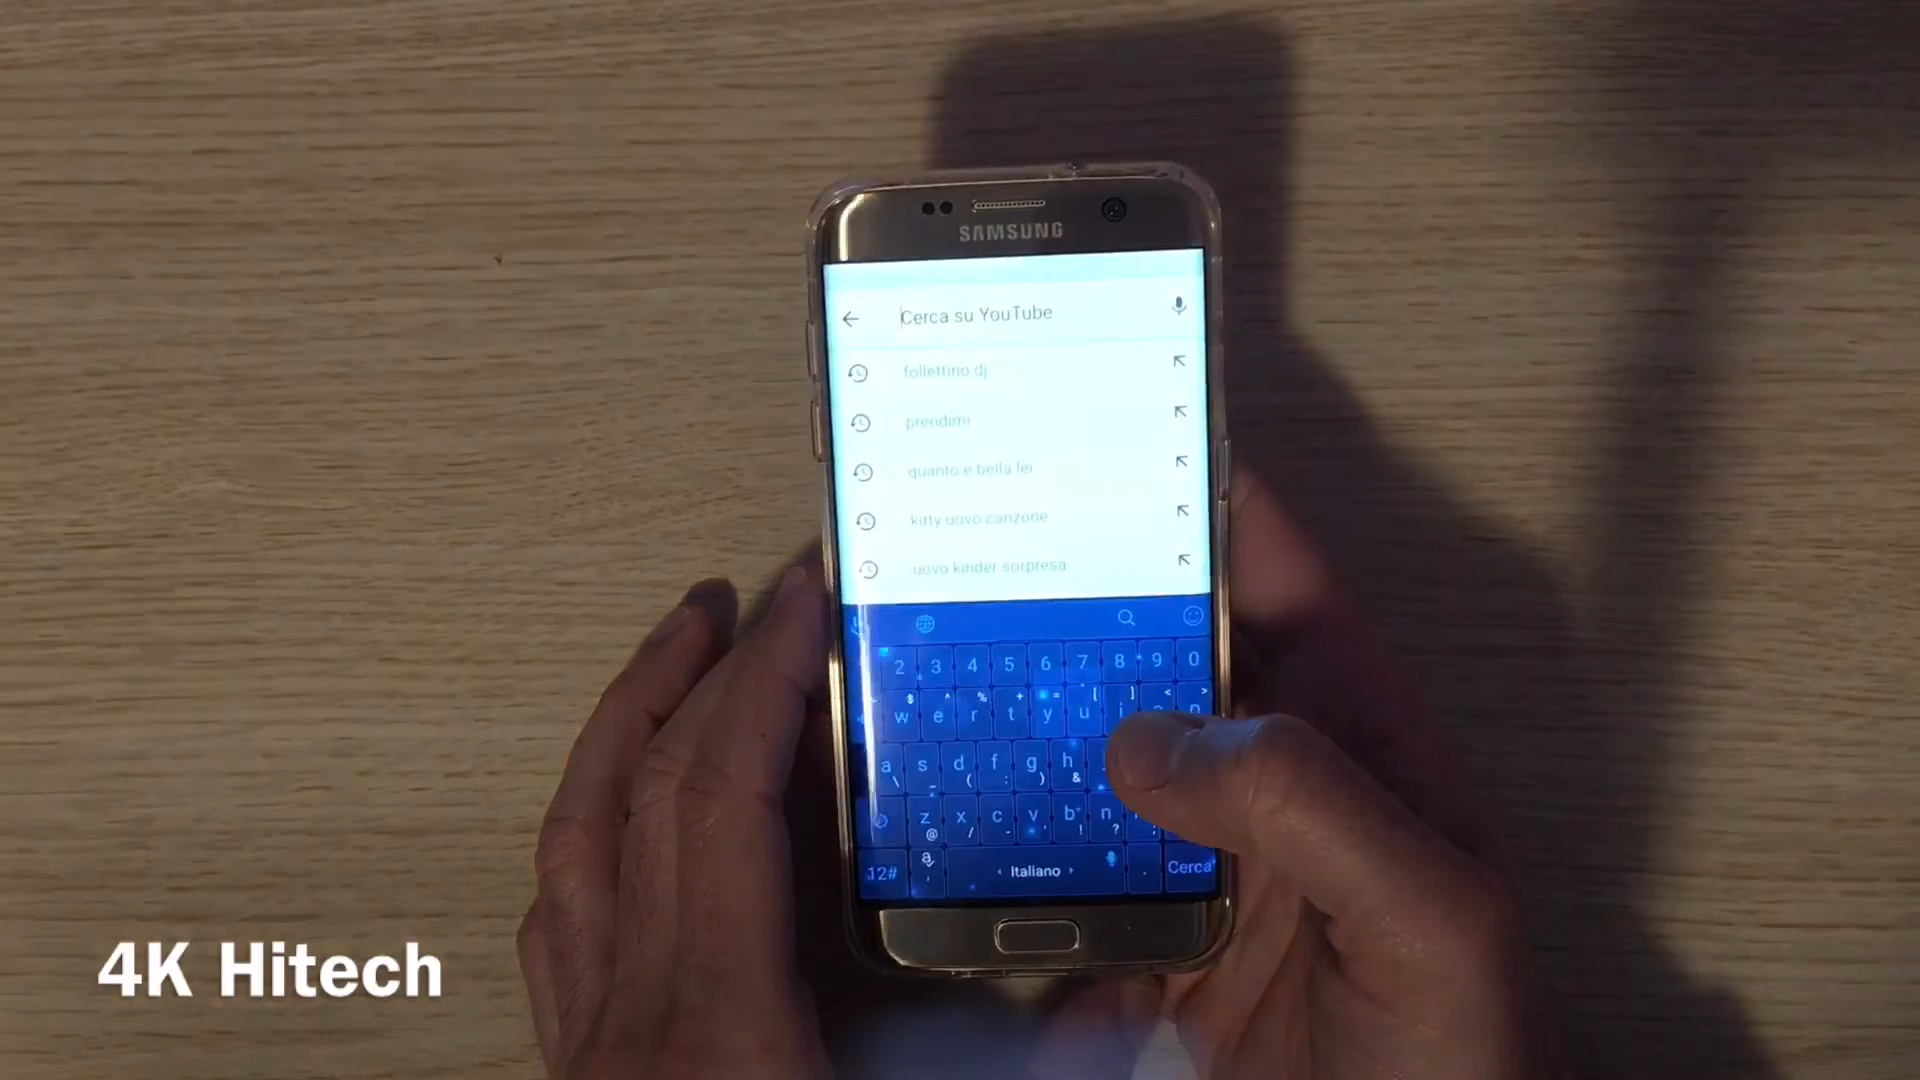 SAMSUNG
Cerca su YouTube
follettino dj
prendimi
quanto e bella lei
kitty uovo canzone
uovo kinder sorpresa
2 3 4 5 6 7 8 9 0
$ ^ % + = [ ] < >
w e r t y u i
a s d f g h
\ _ ( : ) &
z x c v b n
@ / - ' ! ? ;
12# , ‹ Italiano › . Cerca
4K Hitech